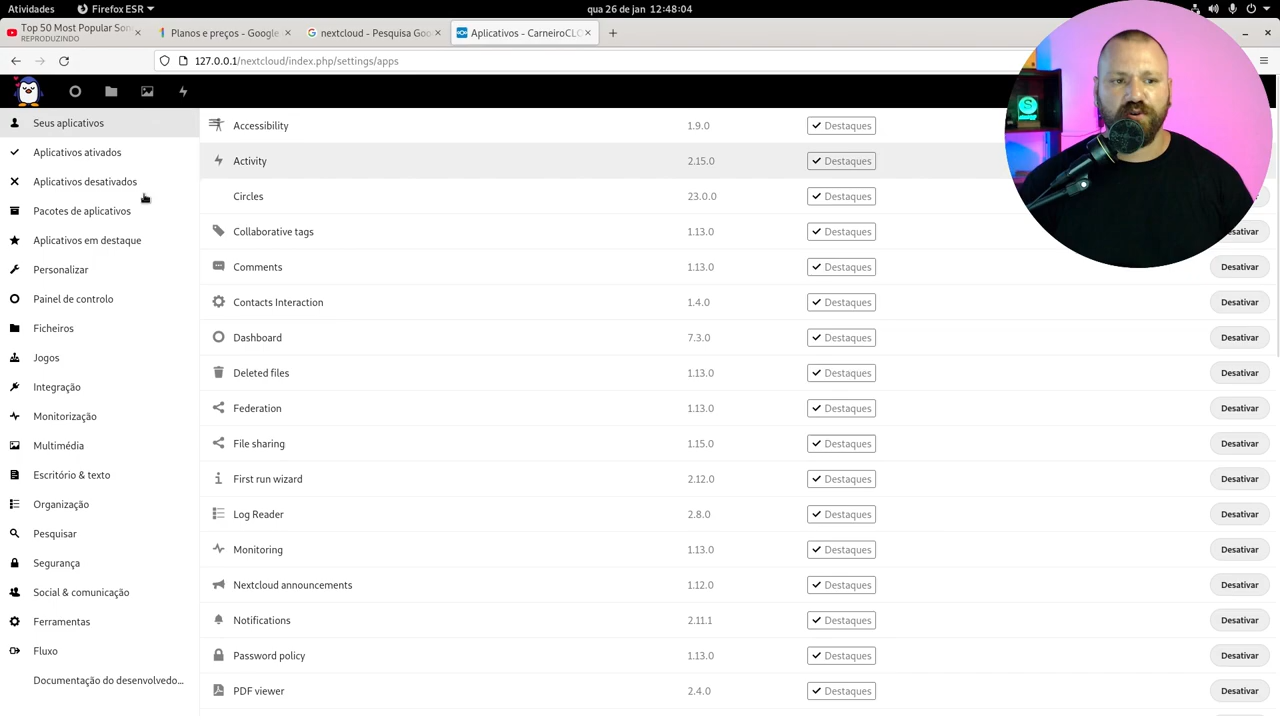 Atividades
Firefox ESR
qua 26 de jan 12:48:04
Top 50 Most Popular Son
REPRODUZINDO
Planos e preços - Google
nextcloud - Pesquisa Goo
Aplicativos - CarneiroCLO
127.0.0.1/nextcloud/index.php/settings/apps
Seus aplicativos
Aplicativos ativados
Aplicativos desativados
Pacotes de aplicativos
Aplicativos em destaque
Personalizar
Painel de controlo
Ficheiros
Jogos
Integração
Monitorização
Multimédia
Escritório & texto
Organização
Pesquisar
Segurança
Social & comunicação
Ferramentas
Fluxo
Documentação do desenvolvedo...
Accessibility 1.9.0 Destaques
Activity 2.15.0 Destaques
Circles 23.0.0 Destaques
Collaborative tags 1.13.0 Destaques Desativar
Comments 1.13.0 Destaques Desativar
Contacts Interaction 1.4.0 Destaques Desativar
Dashboard 7.3.0 Destaques Desativar
Deleted files 1.13.0 Destaques Desativar
Federation 1.13.0 Destaques Desativar
File sharing 1.15.0 Destaques Desativar
First run wizard 2.12.0 Destaques Desativar
Log Reader 2.8.0 Destaques Desativar
Monitoring 1.13.0 Destaques Desativar
Nextcloud announcements 1.12.0 Destaques Desativar
Notifications 2.11.1 Destaques Desativar
Password policy 1.13.0 Destaques Desativar
PDF viewer 2.4.0 Destaques Desativar